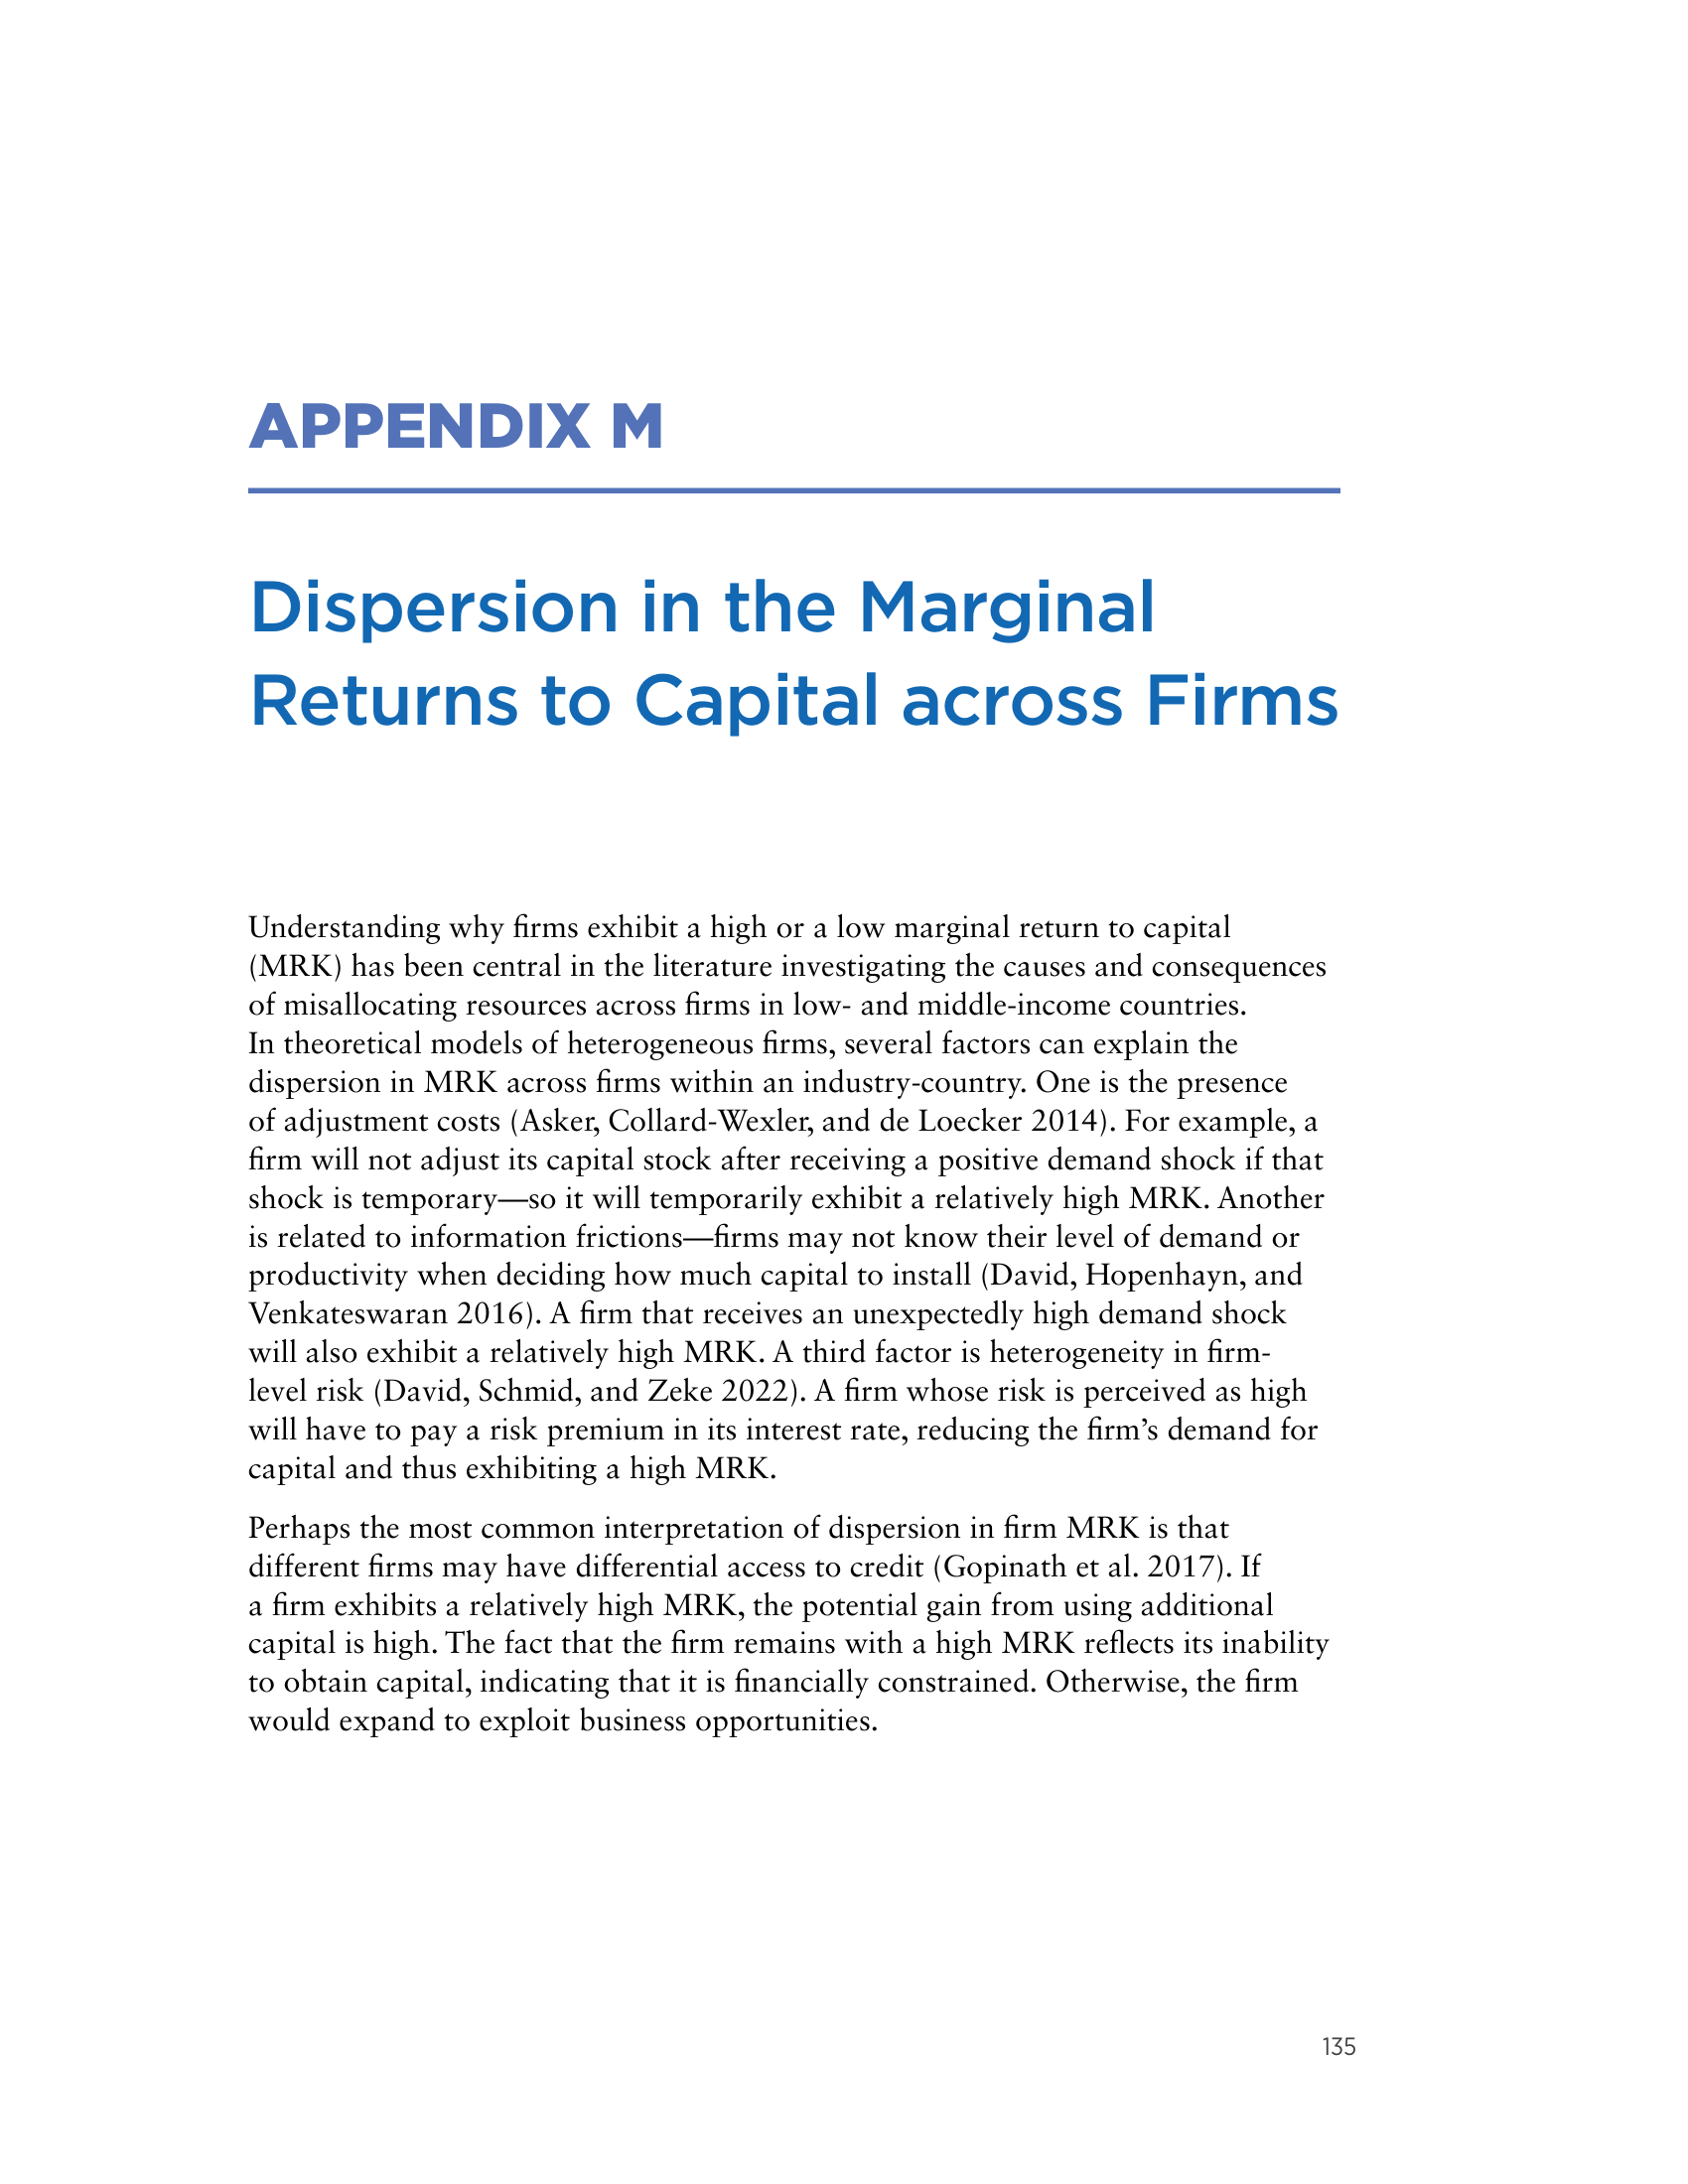 APPENDIX M
Dispersion in the Marginal
Returns to Capital across Firms
Understanding why firms exhibit a high or a low marginal return to capital
(MRK) has been central in the literature investigating the causes and consequences
of misallocating resources across firms in low- and middle-income countries.
In theoretical models of heterogeneous firms, several factors can explain the
dispersion in MRK across firms within an industry-country. One is the presence
of adjustment costs (Asker, Collard-Wexler, and de Loecker 2014). For example, a
firm will not adjust its capital stock after receiving a positive demand shock if that
shock is temporary—so it will temporarily exhibit a relatively high MRK. Another
is related to information frictions—firms may not know their level of demand or
productivity when deciding how much capital to install (David, Hopenhayn, and
Venkateswaran 2016). A firm that receives an unexpectedly high demand shock
will also exhibit a relatively high MRK. A third factor is heterogeneity in firm-
level risk (David, Schmid, and Zeke 2022). A firm whose risk is perceived as high
will have to pay a risk premium in its interest rate, reducing the firm’s demand for
capital and thus exhibiting a high MRK.
Perhaps the most common interpretation of dispersion in firm MRK is that
different firms may have differential access to credit (Gopinath et al. 2017). If
a firm exhibits a relatively high MRK, the potential gain from using additional
capital is high. The fact that the firm remains with a high MRK reflects its inability
to obtain capital, indicating that it is financially constrained. Otherwise, the firm
would expand to exploit business opportunities.
135